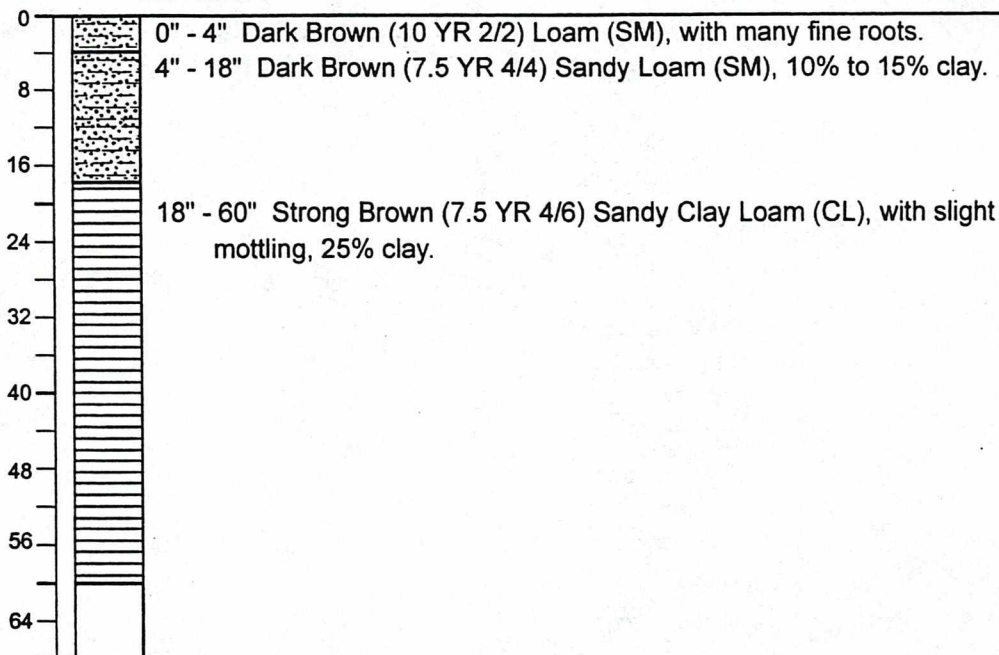 0
0" - 4" Dark Brown (10 YR 2/2) Loam (SM), with many fine roots.
4" - 18" Dark Brown (7.5 YR 4/4) Sandy Loam (SM), 10% to 15% clay.
8
16
18" - 60" Strong Brown (7.5 YR 4/6) Sandy Clay Loam (CL), with slight
24
mottling, 25% clay.
32
40
48
56
64